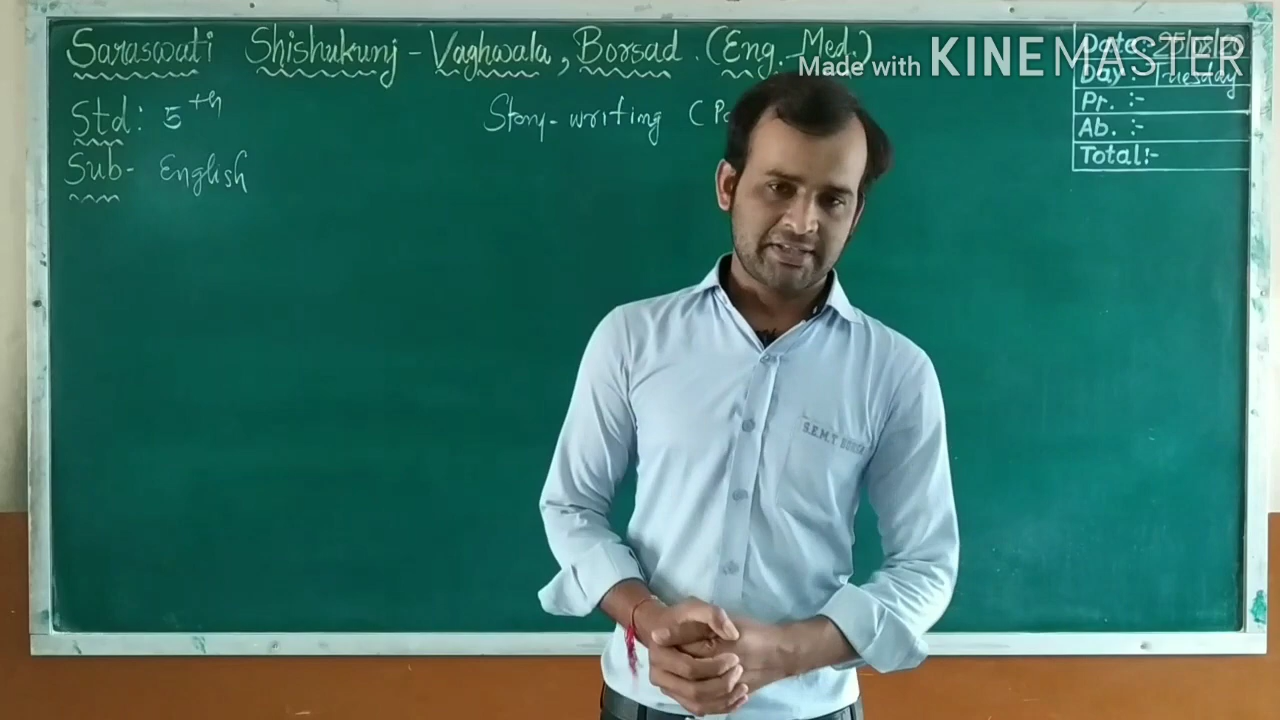 Saraswati Shishukunj - Vaghwala, Borsad. (Eng. Med.)
Made with KINEMASTER
Date:
Day: Tuesday
Pr. :-
Ab. :-
Total:-
Std: 5th
Story-writing
Sub- English
S.E.M.T